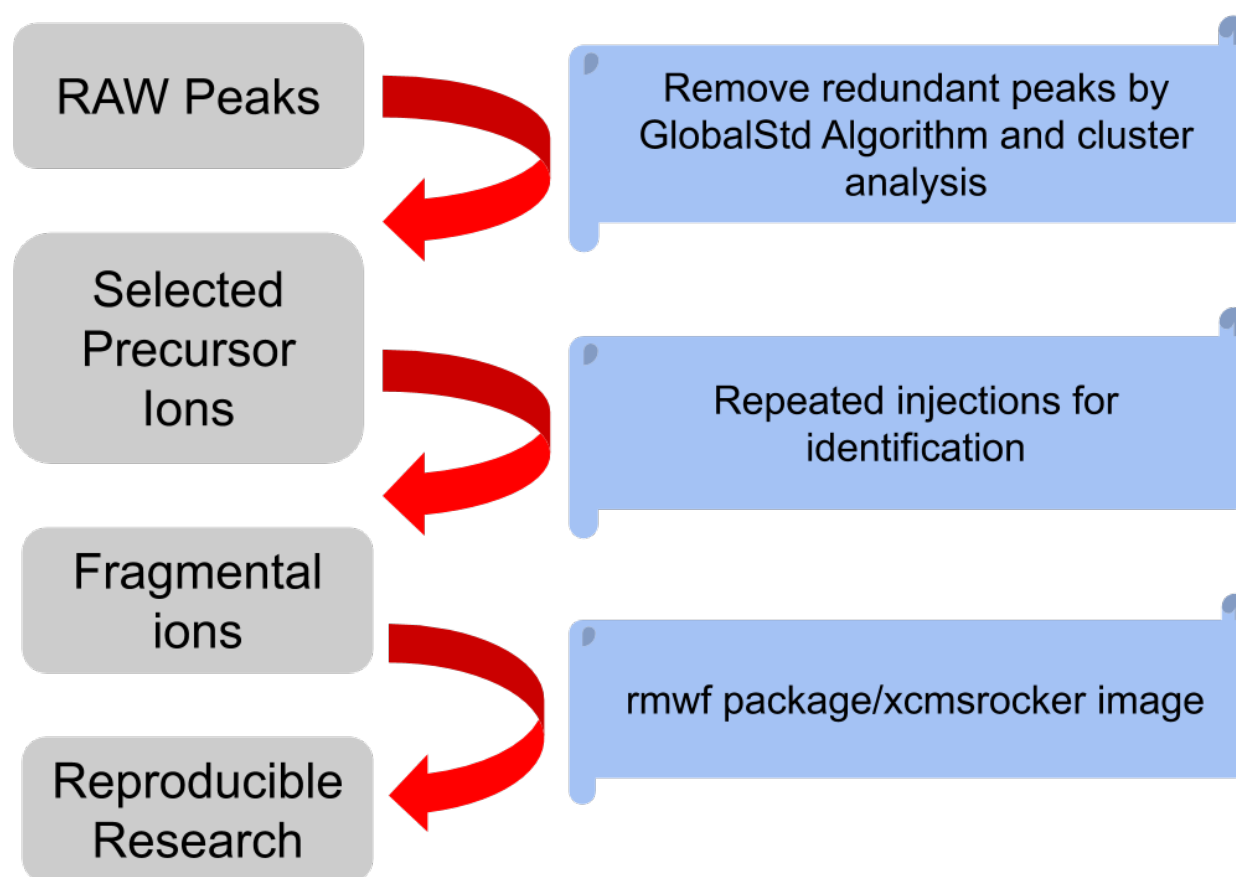 RAW Peaks
Remove redundant peaks by
GlobalStd Algorithm and cluster
analysis
Selected
Precursor
Ions
Repeated injections for
identification
Fragmental
ions
rmwf package/xcmsrocker image
Reproducible
Research